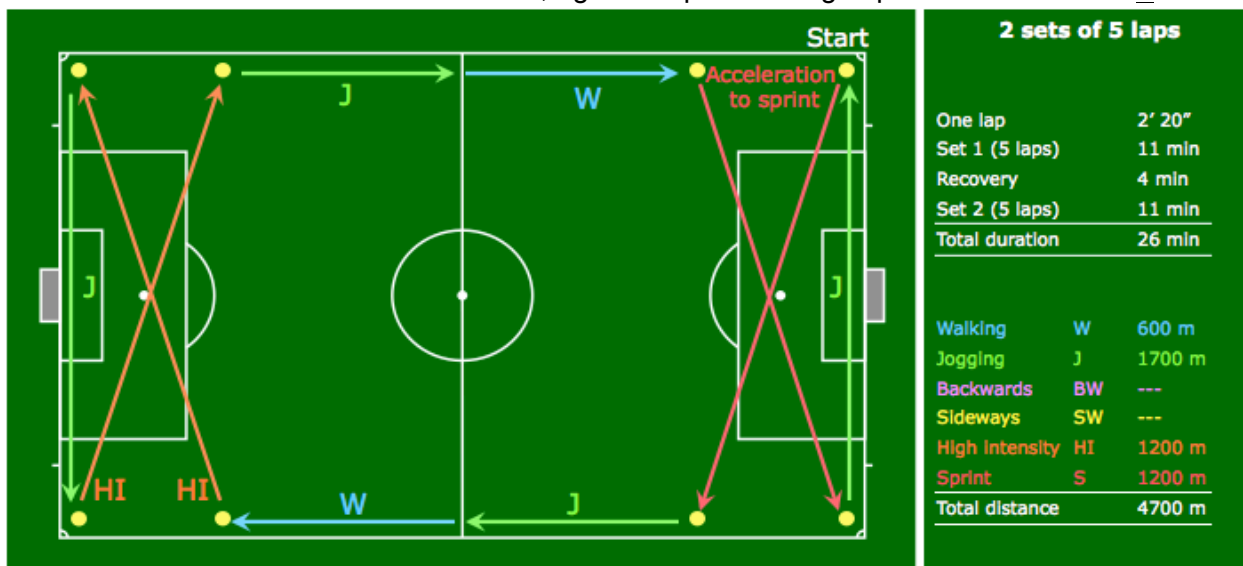 Start
Acceleration
to sprint
J
W
J
J
HI
HI
W
J
2 sets of 5 laps
One lap 2' 20"
Set 1 (5 laps) 11 min
Recovery 4 min
Set 2 (5 laps) 11 min
Total duration 26 min
Walking W 600 m
Jogging J 1700 m
Backwards BW ---
Sideways SW ---
High intensity HI 1200 m
Sprint S 1200 m
Total distance 4700 m